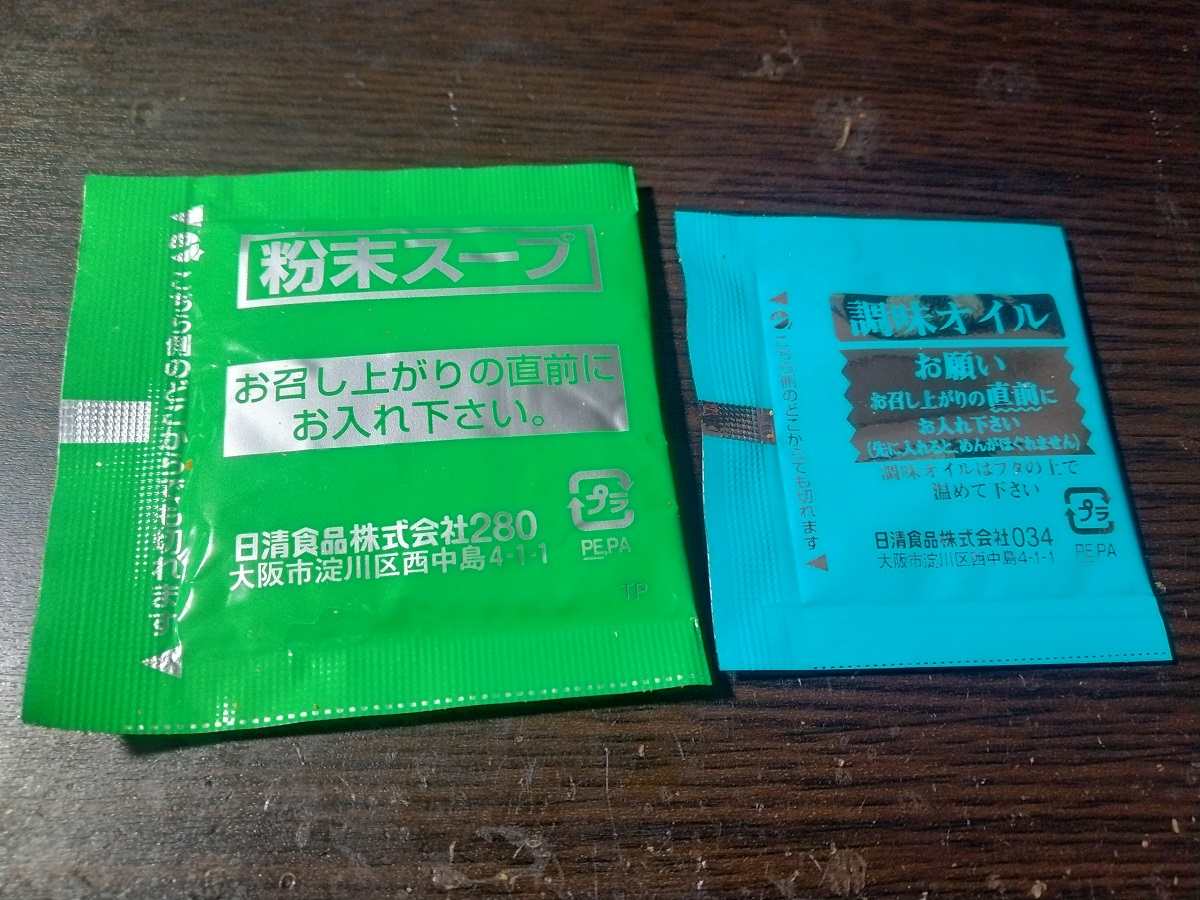 粉末スープ
お召し上がりの直前に
お入れ下さい。
日清食品株式会社280
大阪市淀川区西中島4-1-1
プラ
PE,PA
TP
こちら側のどこからでも切れます
調味オイル
お願い
お召し上がりの直前に
お入れ下さい
(先に入れると、めんがほぐれません)
調味オイルはフタの上で
温めて下さい
日清食品株式会社034
大阪市淀川区西中島4-1-1
プラ
PE,PA
こちら側のどこからでも切れます